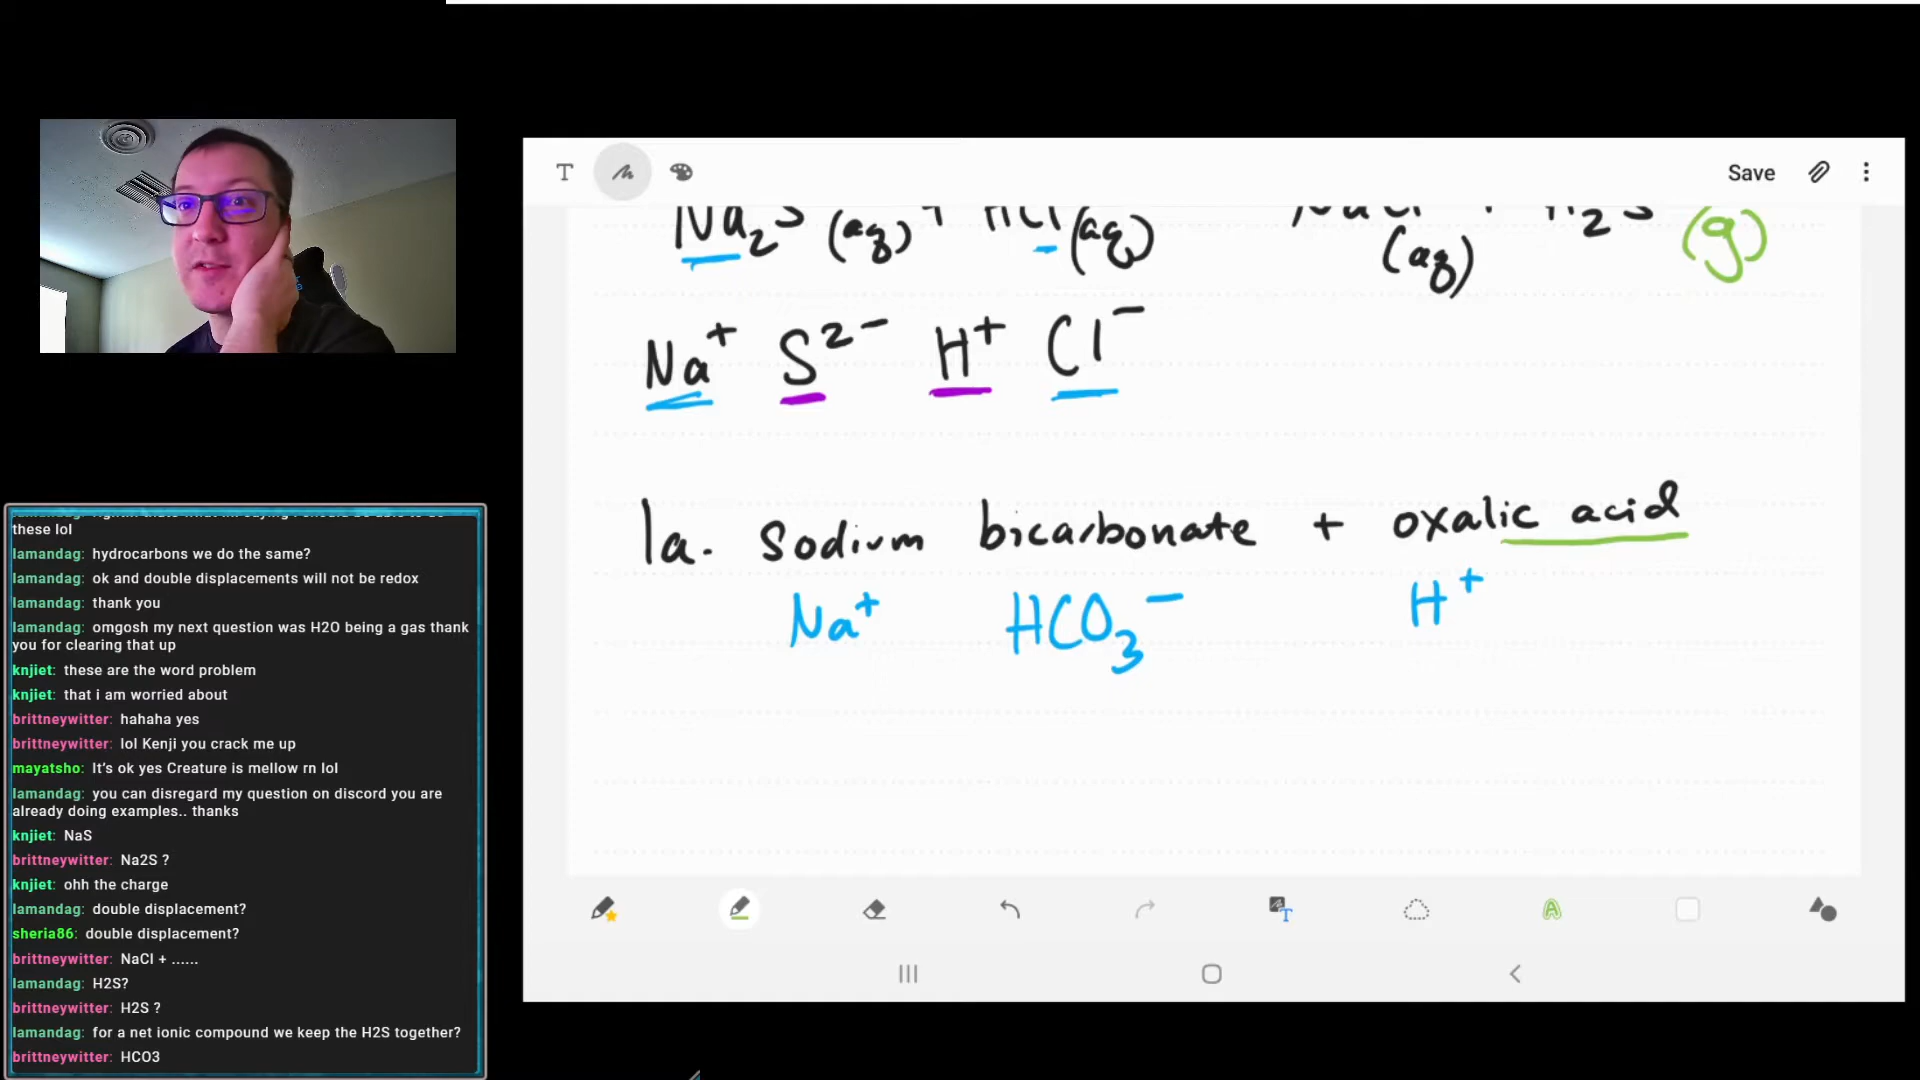 T Save
Na₂S (aq) + HCl (aq) NaCl + H₂S (g)
(aq)
Na⁺ S²⁻ H⁺ Cl⁻
1a. Sodium bicarbonate + oxalic acid
Na⁺ HCO₃⁻ H⁺
these lol
lamandag: hydrocarbons we do the same?
lamandag: ok and double displacements will not be redox
lamandag: thank you
lamandag: omgosh my next question was H2O being a gas thank
you for clearing that up
knjiet: these are the word problem
knjiet: that i am worried about
brittneywitter: hahaha yes
brittneywitter: lol Kenji you crack me up
mayatsho: It's ok yes Creature is mellow rn lol
lamandag: you can disregard my question on discord you are
already doing examples.. thanks
knjiet: NaS
brittneywitter: Na2S ?
knjiet: ohh the charge
lamandag: double displacement?
sheria86: double displacement?
brittneywitter: NaCl + ......
lamandag: H2S?
brittneywitter: H2S ?
lamandag: for a net ionic compound we keep the H2S together?
brittneywitter: HCO3